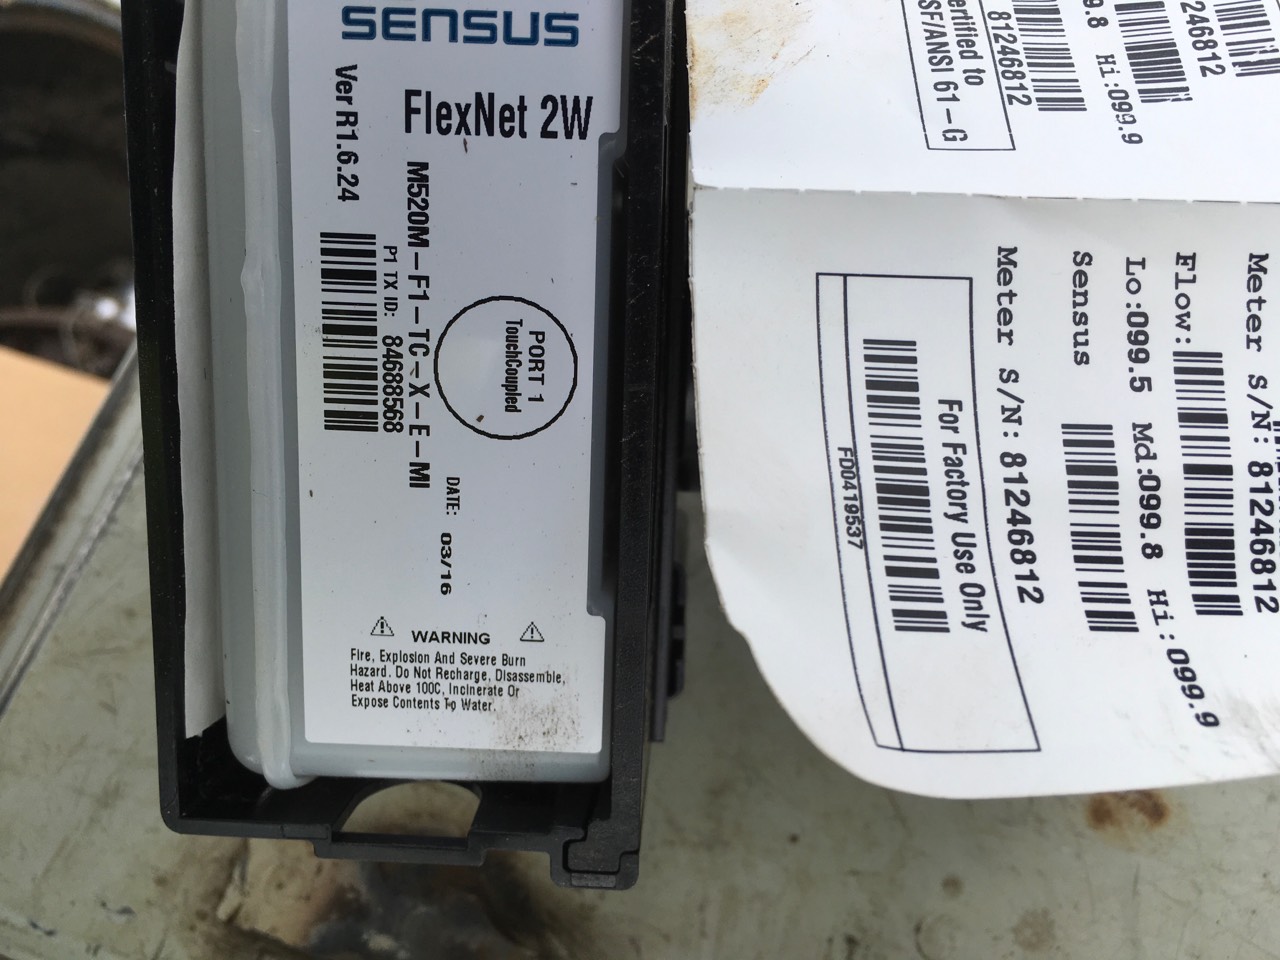 SENSUS
FlexNet 2W
Ver R1.6.24
M520M-F1-TC-X-E-MI
P1 TX ID: 84688568
PORT 1
TouchCoupled
DATE: 03/16
WARNING
Fire, Explosion And Severe Burn
Hazard. Do Not Recharge, Disassemble,
Heat Above 100C, Incinerate Or
Expose Contents To Water.
81246812
9.8 Hi:099.9
81246812
ertified to
SF/ANSI 61-G
Meter S/N: 81246812
Flow:
Lo:099.5 Md:099.8 Hi:099.9
Sensus
Meter S/N: 81246812
For Factory Use Only
FD0419537